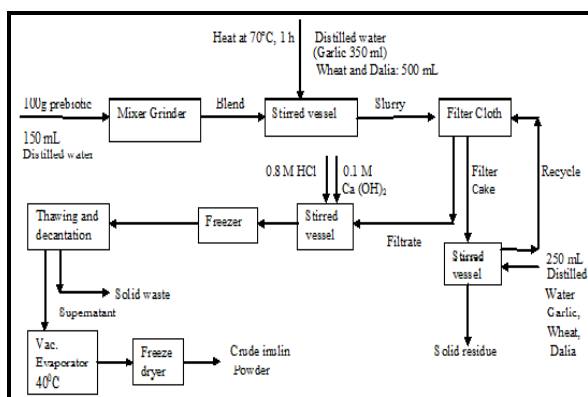 Heat at 70°C, 1 h
Distilled water
(Garlic 350 ml)
Wheat and Dalia: 500 mL
100g prebiotic
Mixer Grinder
Blend
Stirred vessel
Slurry
Filter Cloth
150 mL
Distilled water
0.8 M HCl
0.1 M
Ca (OH)₂
Filter
Cake
Recycle
Thawing and
decantation
Freezer
Stirred
vessel
Filtrate
Stirred
vessel
250 mL
Distilled
Water
Garlic,
Wheat,
Dalia
Solid waste
Supernatant
Solid residue
Vac.
Evaporator
40⁰C
Freeze
dryer
Crude inulin
Powder